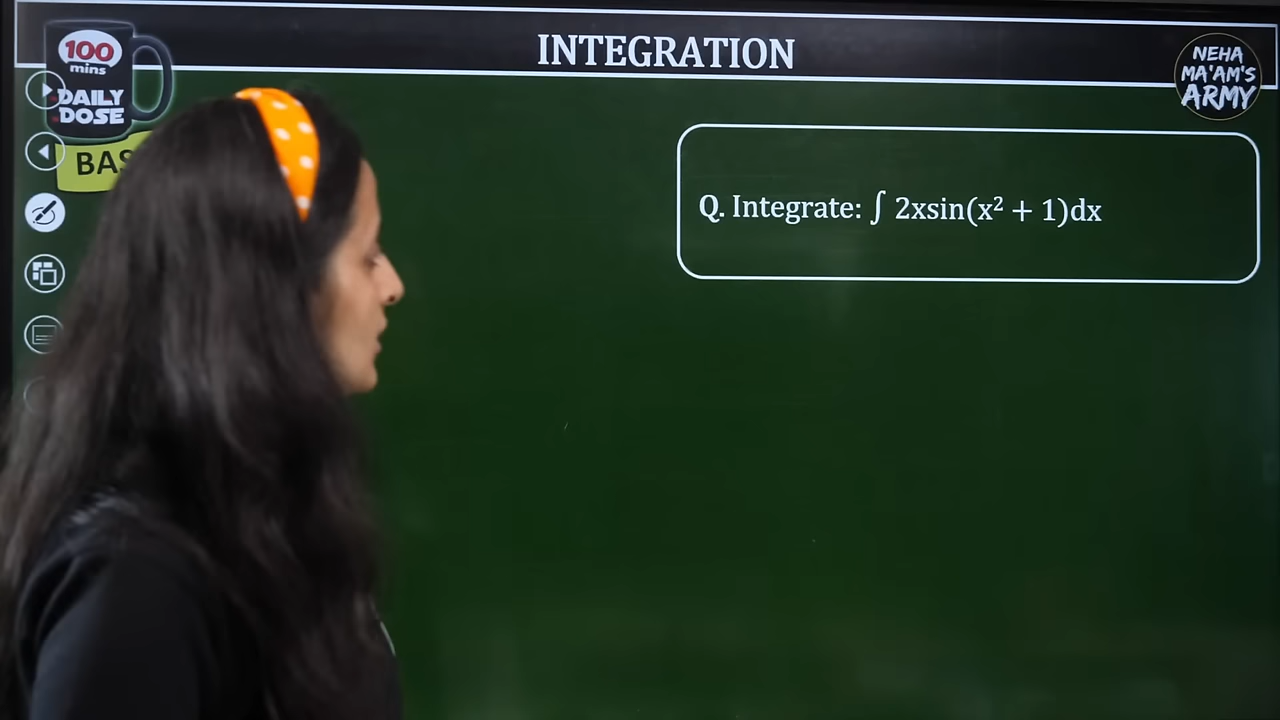 INTEGRATION
100
mins
DAILY
DOSE
NEHA
MA'AM'S
ARMY
Q. Integrate: ∫ 2xsin(x² + 1)dx